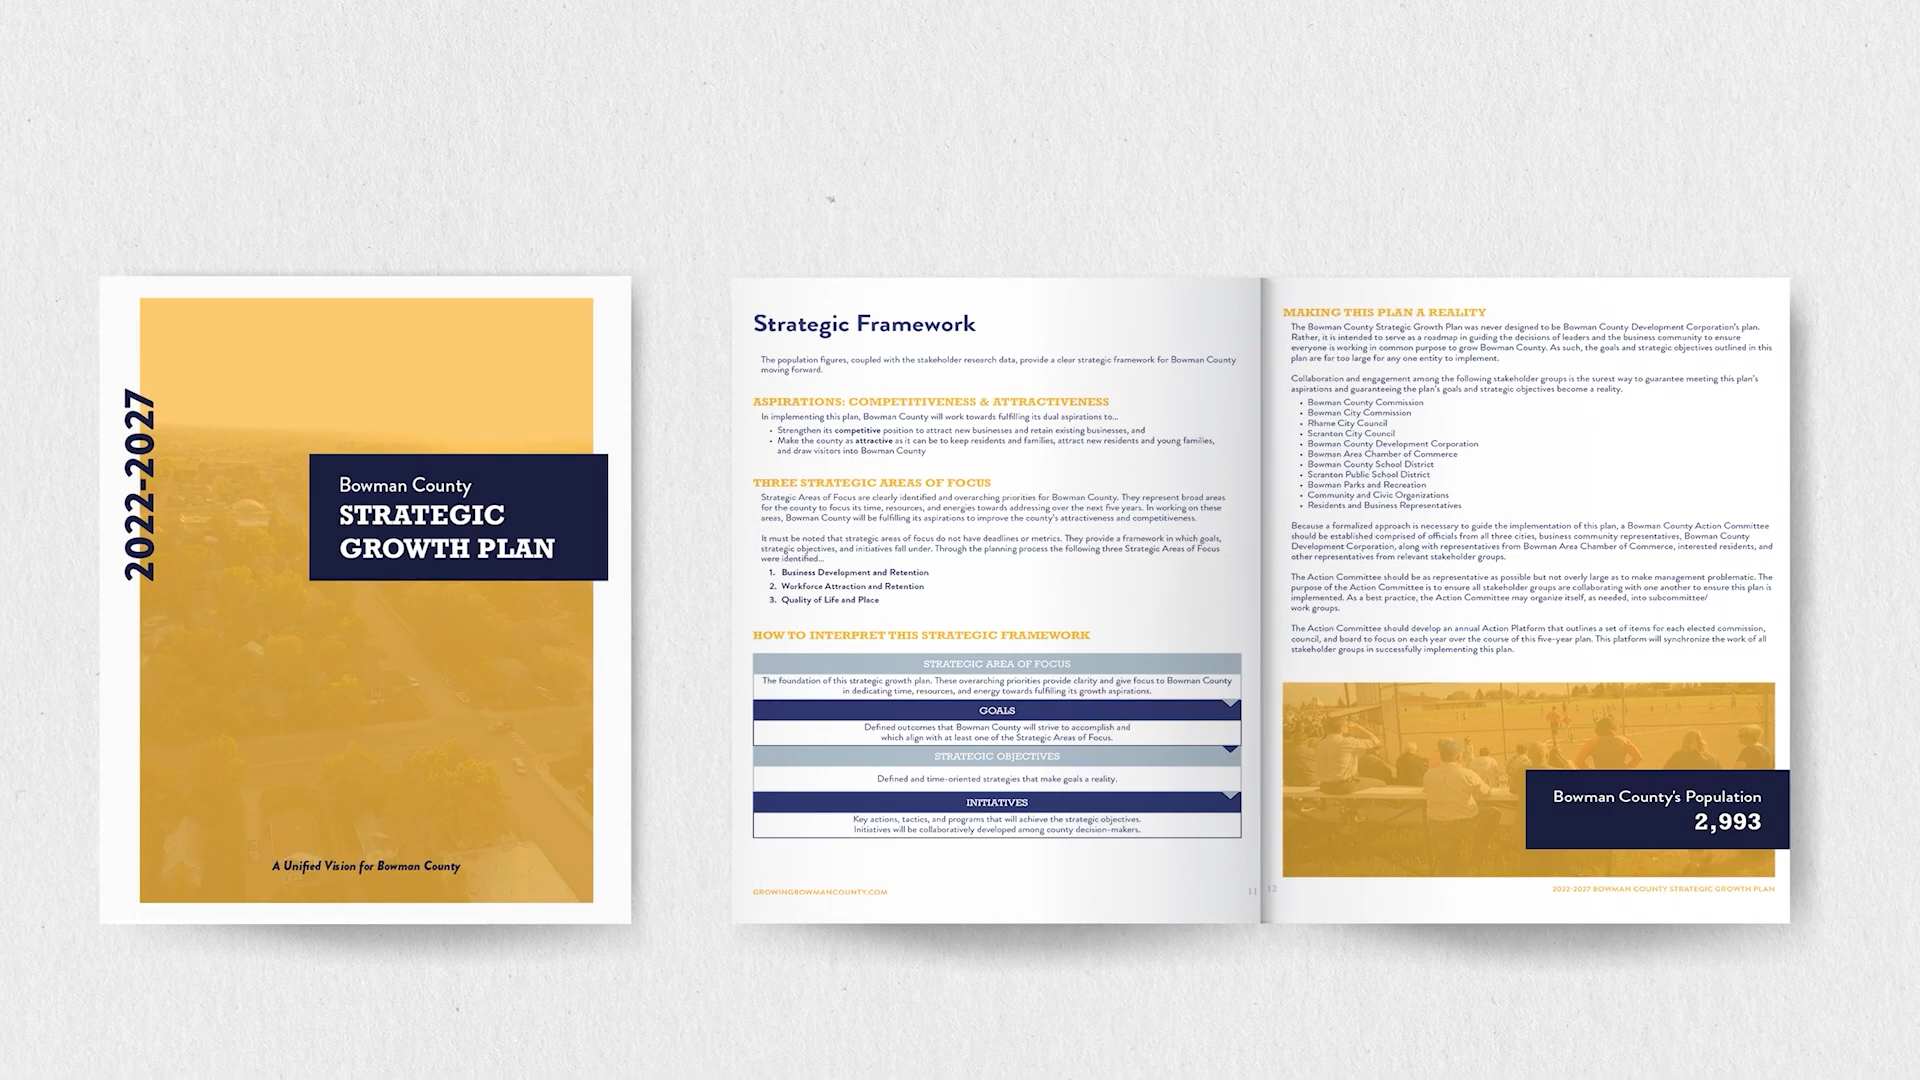 2022-2027
Bowman County
STRATEGIC
GROWTH PLAN
A Unified Vision for Bowman County
Strategic Framework
The population figures, coupled with the stakeholder research data, provide a clear strategic framework for Bowman County
moving forward.
ASPIRATIONS: COMPETITIVENESS & ATTRACTIVENESS
In implementing this plan, Bowman County will work towards fulfilling its dual aspirations to...
• Strengthen its competitive position to attract new businesses and retain existing businesses, and
• Make the county as attractive as it can be to keep residents and families, attract new residents and young families,
and draw visitors into Bowman County
THREE STRATEGIC AREAS OF FOCUS
Strategic Areas of Focus are clearly identified and overarching priorities for Bowman County. They represent broad areas
for the county to focus its time, resources, and energies towards addressing over the next five years. In working on these
areas, Bowman County will be fulfilling its aspirations to improve the county's attractiveness and competitiveness.
It must be noted that strategic areas of focus do not have deadlines or metrics. They provide a framework in which goals,
strategic objectives, and initiatives fall under. Through the planning process the following three Strategic Areas of Focus
were identified...
1. Business Development and Retention
2. Workforce Attraction and Retention
3. Quality of Life and Place
HOW TO INTERPRET THIS STRATEGIC FRAMEWORK
STRATEGIC AREA OF FOCUS
The foundation of this strategic growth plan. These overarching priorities provide clarity and give focus to Bowman County
in dedicating time, resources, and energy towards fulfilling its growth aspirations.
GOALS
Defined outcomes that Bowman County will strive to accomplish and
which align with at least one of the Strategic Areas of Focus.
STRATEGIC OBJECTIVES
Defined and time-oriented strategies that make goals a reality.
INITIATIVES
Key actions, tactics, and programs that will achieve the strategic objectives.
Initiatives will be collaboratively developed among county decision-makers.
GROWINGBOWMANCOUNTY.COM
11
MAKING THIS PLAN A REALITY
The Bowman County Strategic Growth Plan was never designed to be Bowman County Development Corporation's plan.
Rather, it is intended to serve as a roadmap in guiding the decisions of leaders and the business community to ensure
everyone is working in common purpose to grow Bowman County. As such, the goals and strategic objectives outlined in this
plan are far too large for any one entity to implement.
Collaboration and engagement among the following stakeholder groups is the surest way to guarantee meeting this plan's
aspirations and guaranteeing the plan's goals and strategic objectives become a reality.
• Bowman County Commission
• Bowman City Commission
• Rhame City Council
• Scranton City Council
• Bowman County Development Corporation
• Bowman Area Chamber of Commerce
• Bowman County School District
• Scranton Public School District
• Bowman Parks and Recreation
• Community and Civic Organizations
• Residents and Business Representatives
Because a formalized approach is necessary to guide the implementation of this plan, a Bowman County Action Committee
should be established comprised of officials from all three cities, business community representatives, Bowman County
Development Corporation, along with representatives from Bowman Area Chamber of Commerce, interested residents, and
other representatives from relevant stakeholder groups.
The Action Committee should be as representative as possible but not overly large as to make management problematic. The
purpose of the Action Committee is to ensure all stakeholder groups are collaborating with one another to ensure this plan is
implemented. As a best practice, the Action Committee may organize itself, as needed, into subcommittee/
work groups.
The Action Committee should develop an annual Action Platform that outlines a set of items for each elected commission,
council, and board to focus on each year over the course of this five-year plan. This platform will synchronize the work of all
stakeholder groups in successfully implementing this plan.
Bowman County's Population
2,993
12
2022-2027 BOWMAN COUNTY STRATEGIC GROWTH PLAN